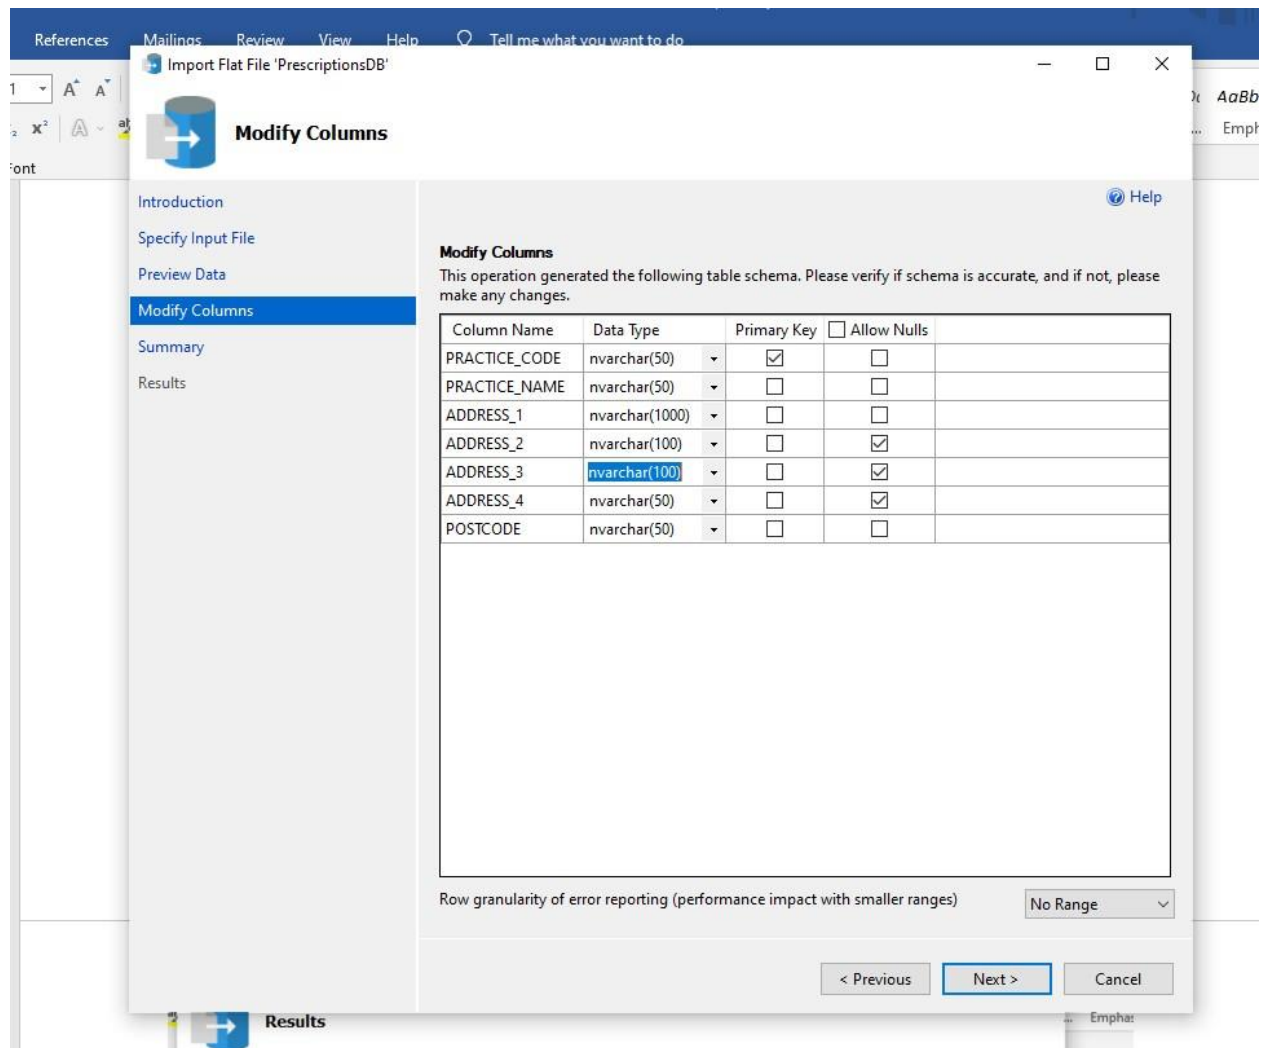 References Mailings Review View Help Tell me what you want to do
Import Flat File 'PrescriptionsDB'
AaBb
Modify Columns
Emph
Font
Introduction
Help
Specify Input File
Modify Columns
Preview Data
This operation generated the following table schema. Please verify if schema is accurate, and if not, please
make any changes.
Modify Columns
Column Name Data Type Primary Key Allow Nulls
Summary
PRACTICE_CODE nvarchar(50)
Results
PRACTICE_NAME nvarchar(50)
ADDRESS_1 nvarchar(1000)
ADDRESS_2 nvarchar(100)
ADDRESS_3 nvarchar(100)
ADDRESS_4 nvarchar(50)
POSTCODE nvarchar(50)
Row granularity of error reporting (performance impact with smaller ranges) No Range
< Previous Next > Cancel
Results
Emphas